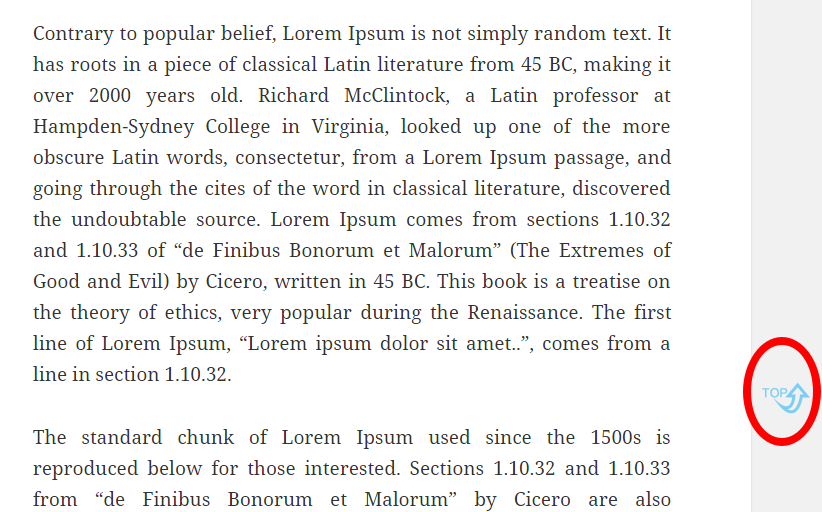 Contrary to popular belief, Lorem Ipsum is not simply random text. It
has roots in a piece of classical Latin literature from 45 BC, making it
over 2000 years old. Richard McClintock, a Latin professor at
Hampden-Sydney College in Virginia, looked up one of the more
obscure Latin words, consectetur, from a Lorem Ipsum passage, and
going through the cites of the word in classical literature, discovered
the undoubtable source. Lorem Ipsum comes from sections 1.10.32
and 1.10.33 of “de Finibus Bonorum et Malorum” (The Extremes of
Good and Evil) by Cicero, written in 45 BC. This book is a treatise on
the theory of ethics, very popular during the Renaissance. The first
line of Lorem Ipsum, “Lorem ipsum dolor sit amet..”, comes from a
line in section 1.10.32.
TOP
The standard chunk of Lorem Ipsum used since the 1500s is
reproduced below for those interested. Sections 1.10.32 and 1.10.33
from “de Finibus Bonorum et Malorum” by Cicero are also